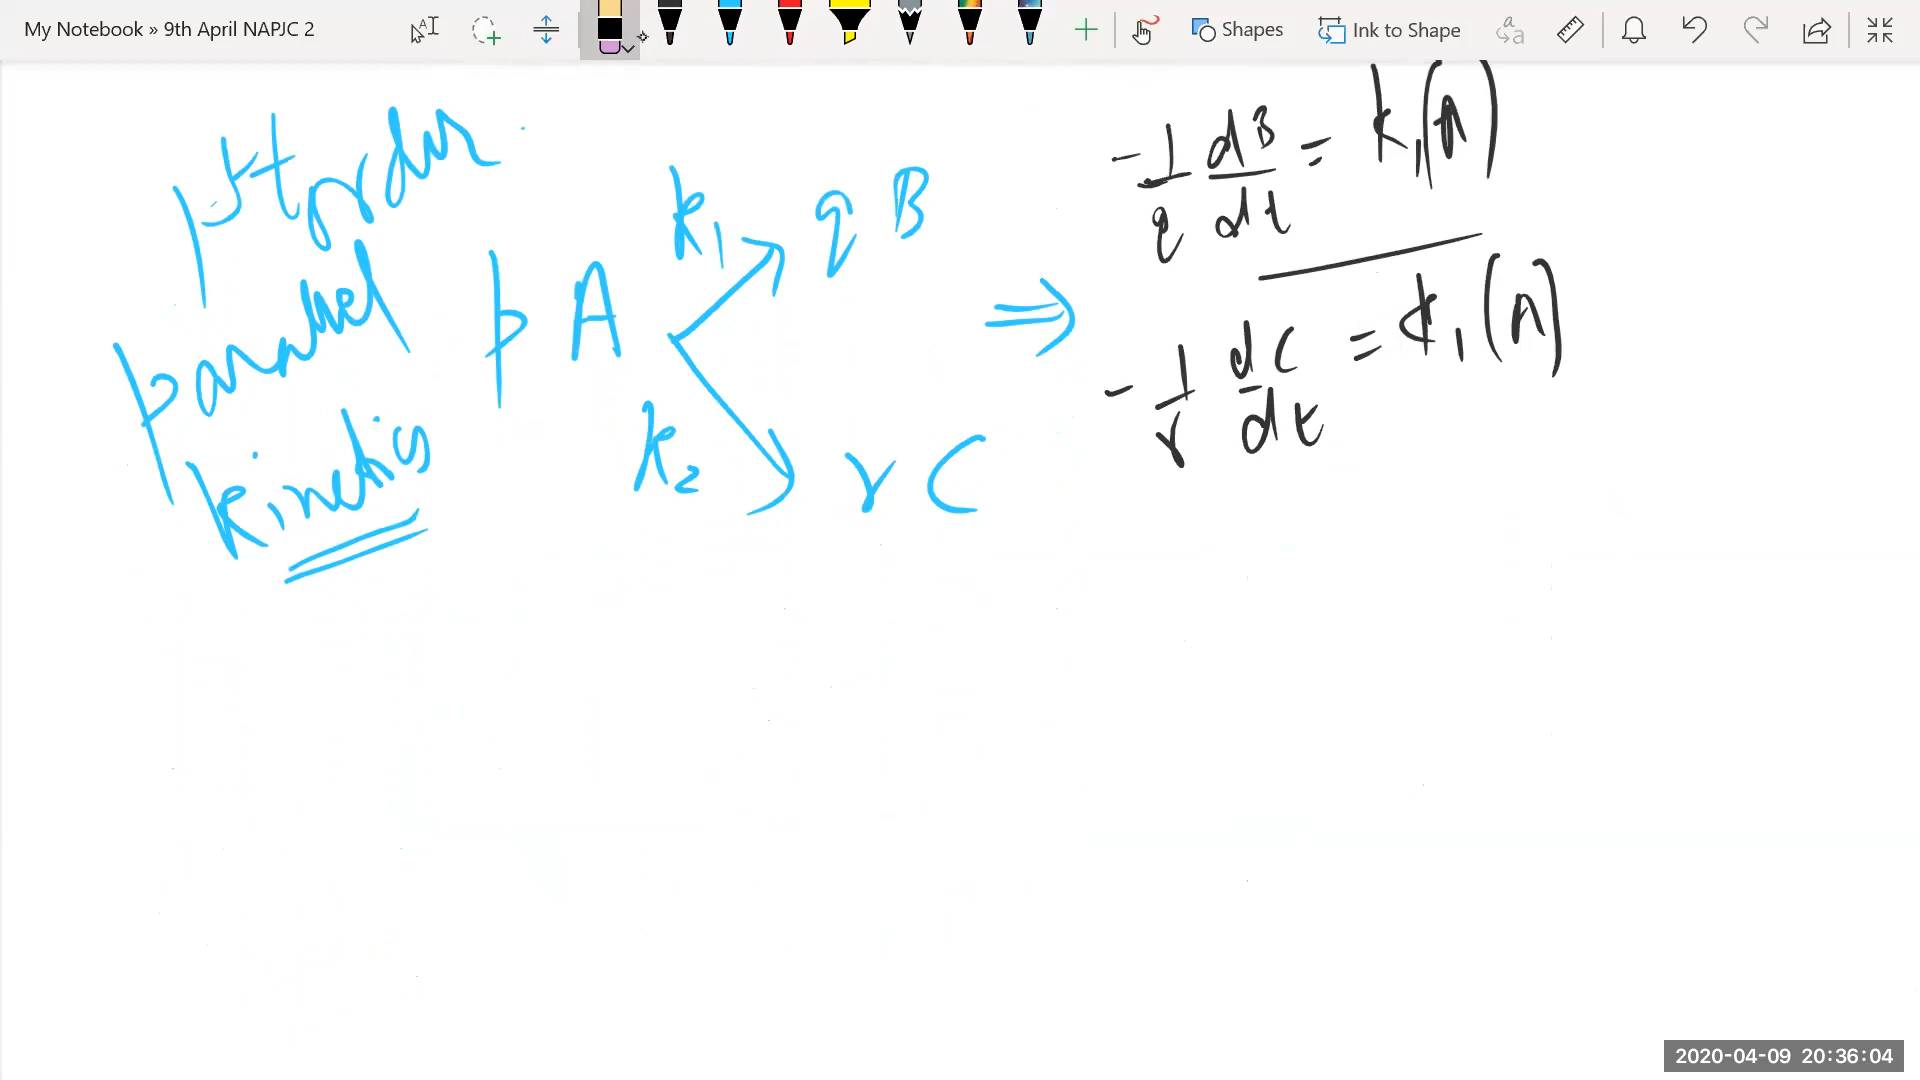 My Notebook » 9th April NAPJC 2
Shapes
Ink to Shape
1st order
parallel
kinetics
p A
k1
q B
k2
r C
⇒
- 1/q dB/dt = k1(A)
- 1/r dC/dt = k1(A)
2020-04-09 20:36:04